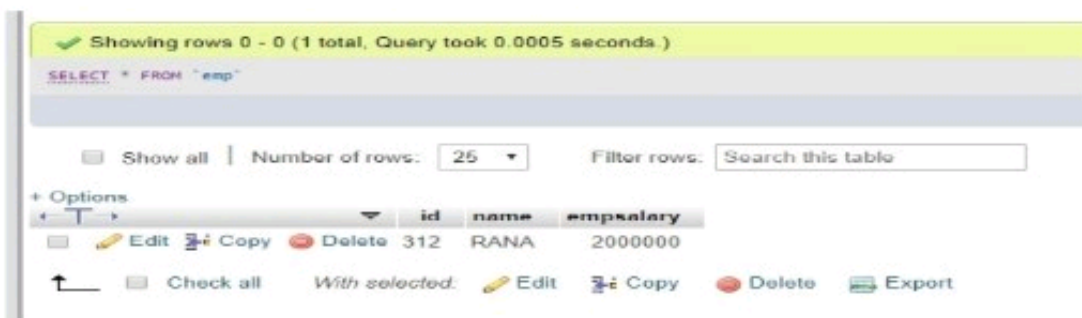 Showing rows 0 - 0 (1 total, Query took 0.0005 seconds.)
SELECT * FROM `emp`
Show all | Number of rows: 25 Filter rows: Search this table
+ Options
id name empsalary
Edit Copy Delete 312 RANA 2000000
Check all With selected: Edit Copy Delete Export